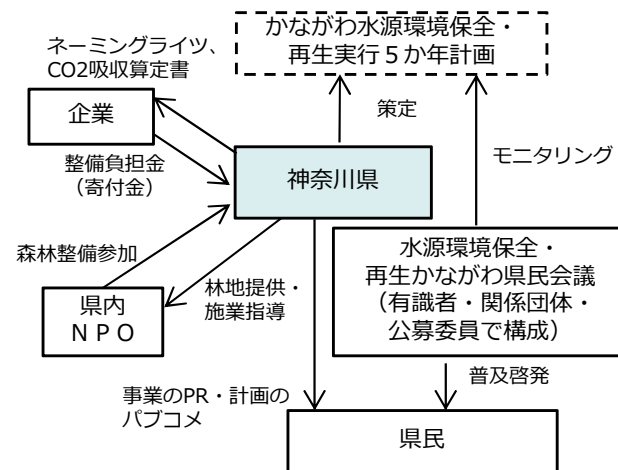 かながわ水源環境保全・
再生実行５か年計画
ネーミングライツ、
CO2吸収算定書
企業
策定
モニタリング
整備負担金
（寄付金）
神奈川県
森林整備参加
水源環境保全・
再生かながわ県民会議
（有識者・関係団体・
公募委員で構成）
県内
ＮＰＯ
林地提供・
施業指導
普及啓発
事業のPR・計画の
パブコメ
県民